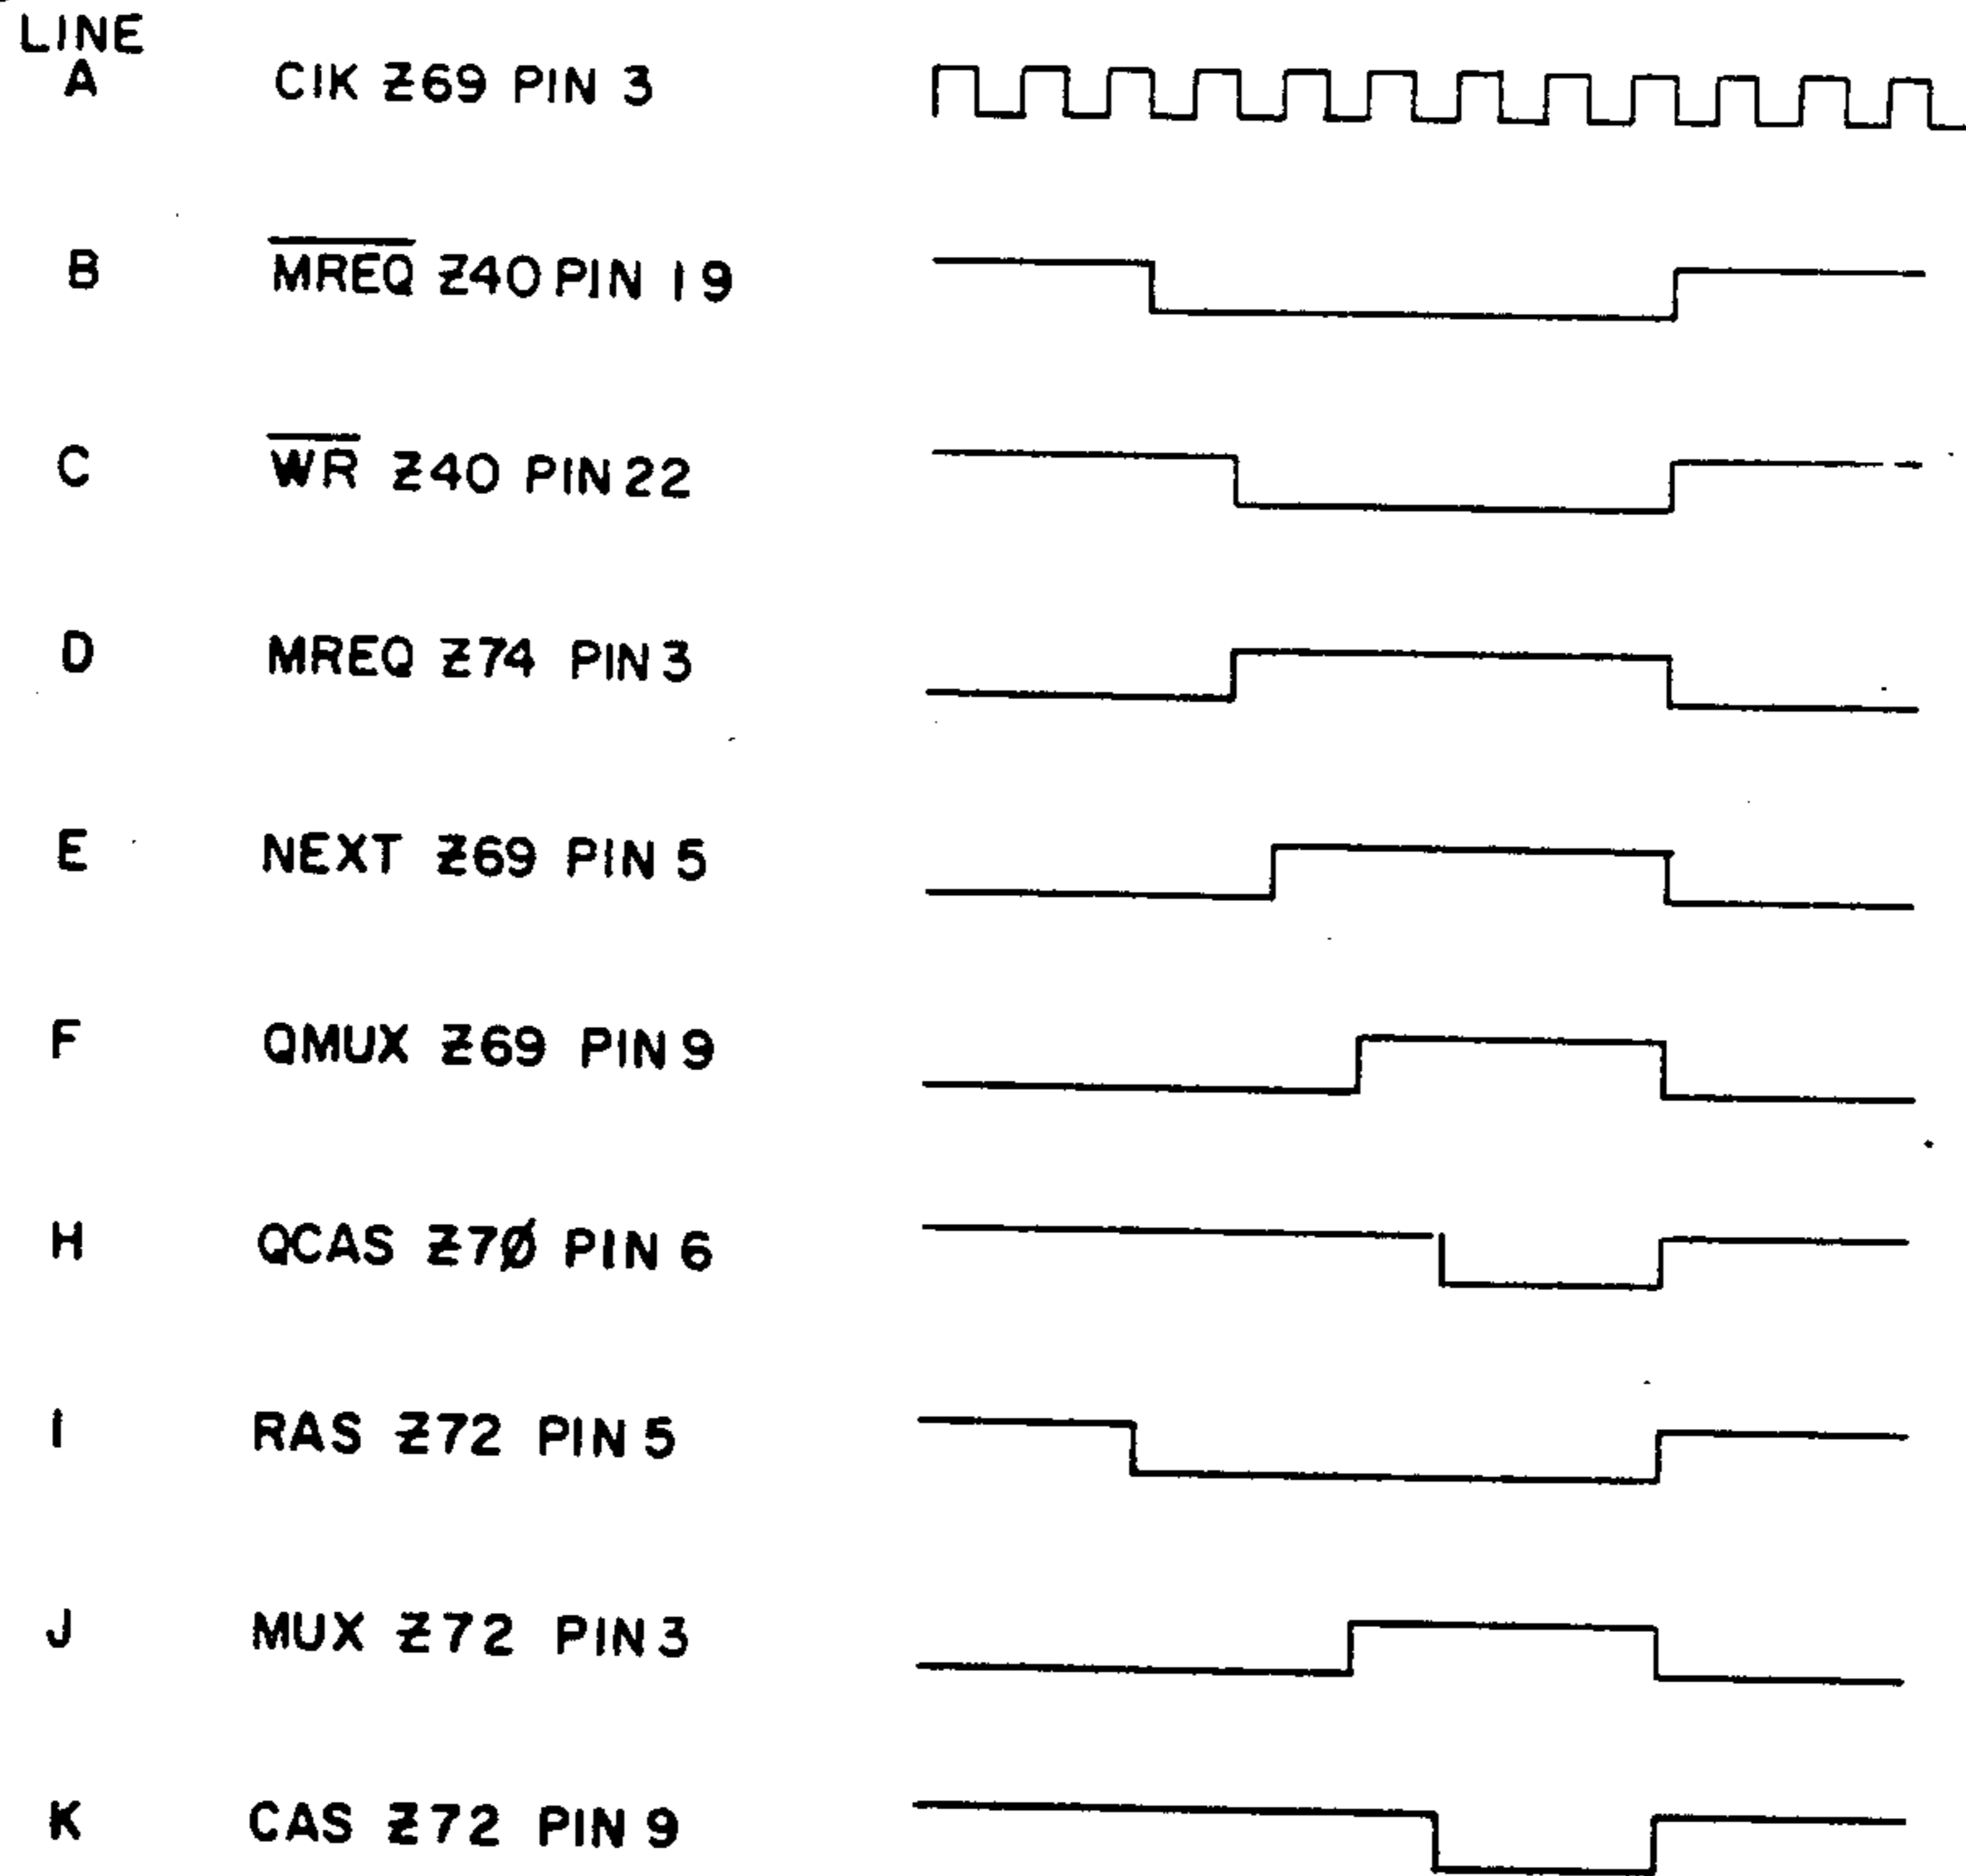 LINE
A CIK Z69 PIN 3
B MREQ Z40 PIN 19
C WR Z40 PIN 22
D MREQ Z74 PIN 3
E NEXT Z69 PIN 5
F QMUX Z69 PIN 9
H QCAS Z7Ø PIN 6
I RAS Z72 PIN 5
J MUX Z72 PIN 3
K CAS Z72 PIN 9